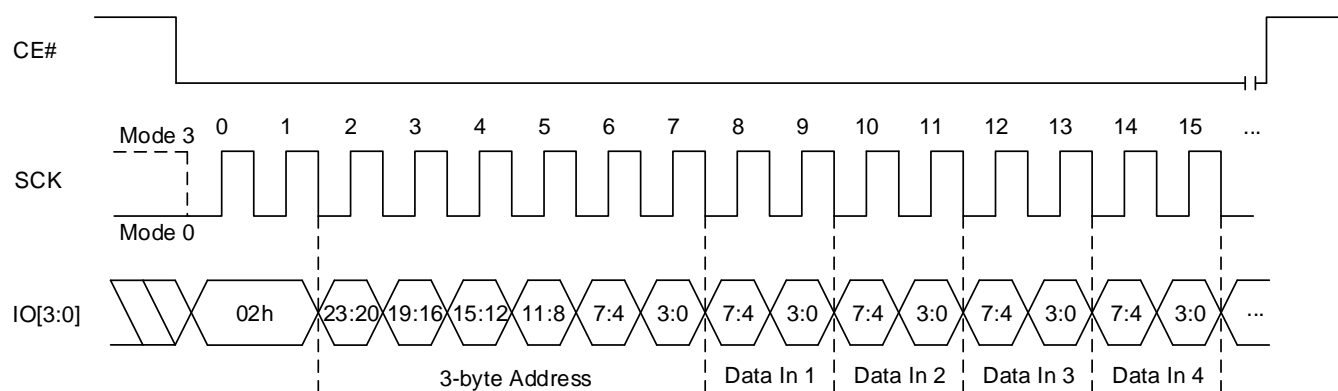 CE#
Mode 3 0 1 2 3 4 5 6 7 8 9 10 11 12 13 14 15 ...
SCK
Mode 0
IO[3:0] 02h 23:20 19:16 15:12 11:8 7:4 3:0 7:4 3:0 7:4 3:0 7:4 3:0 7:4 3:0 ...
3-byte Address Data In 1 Data In 2 Data In 3 Data In 4